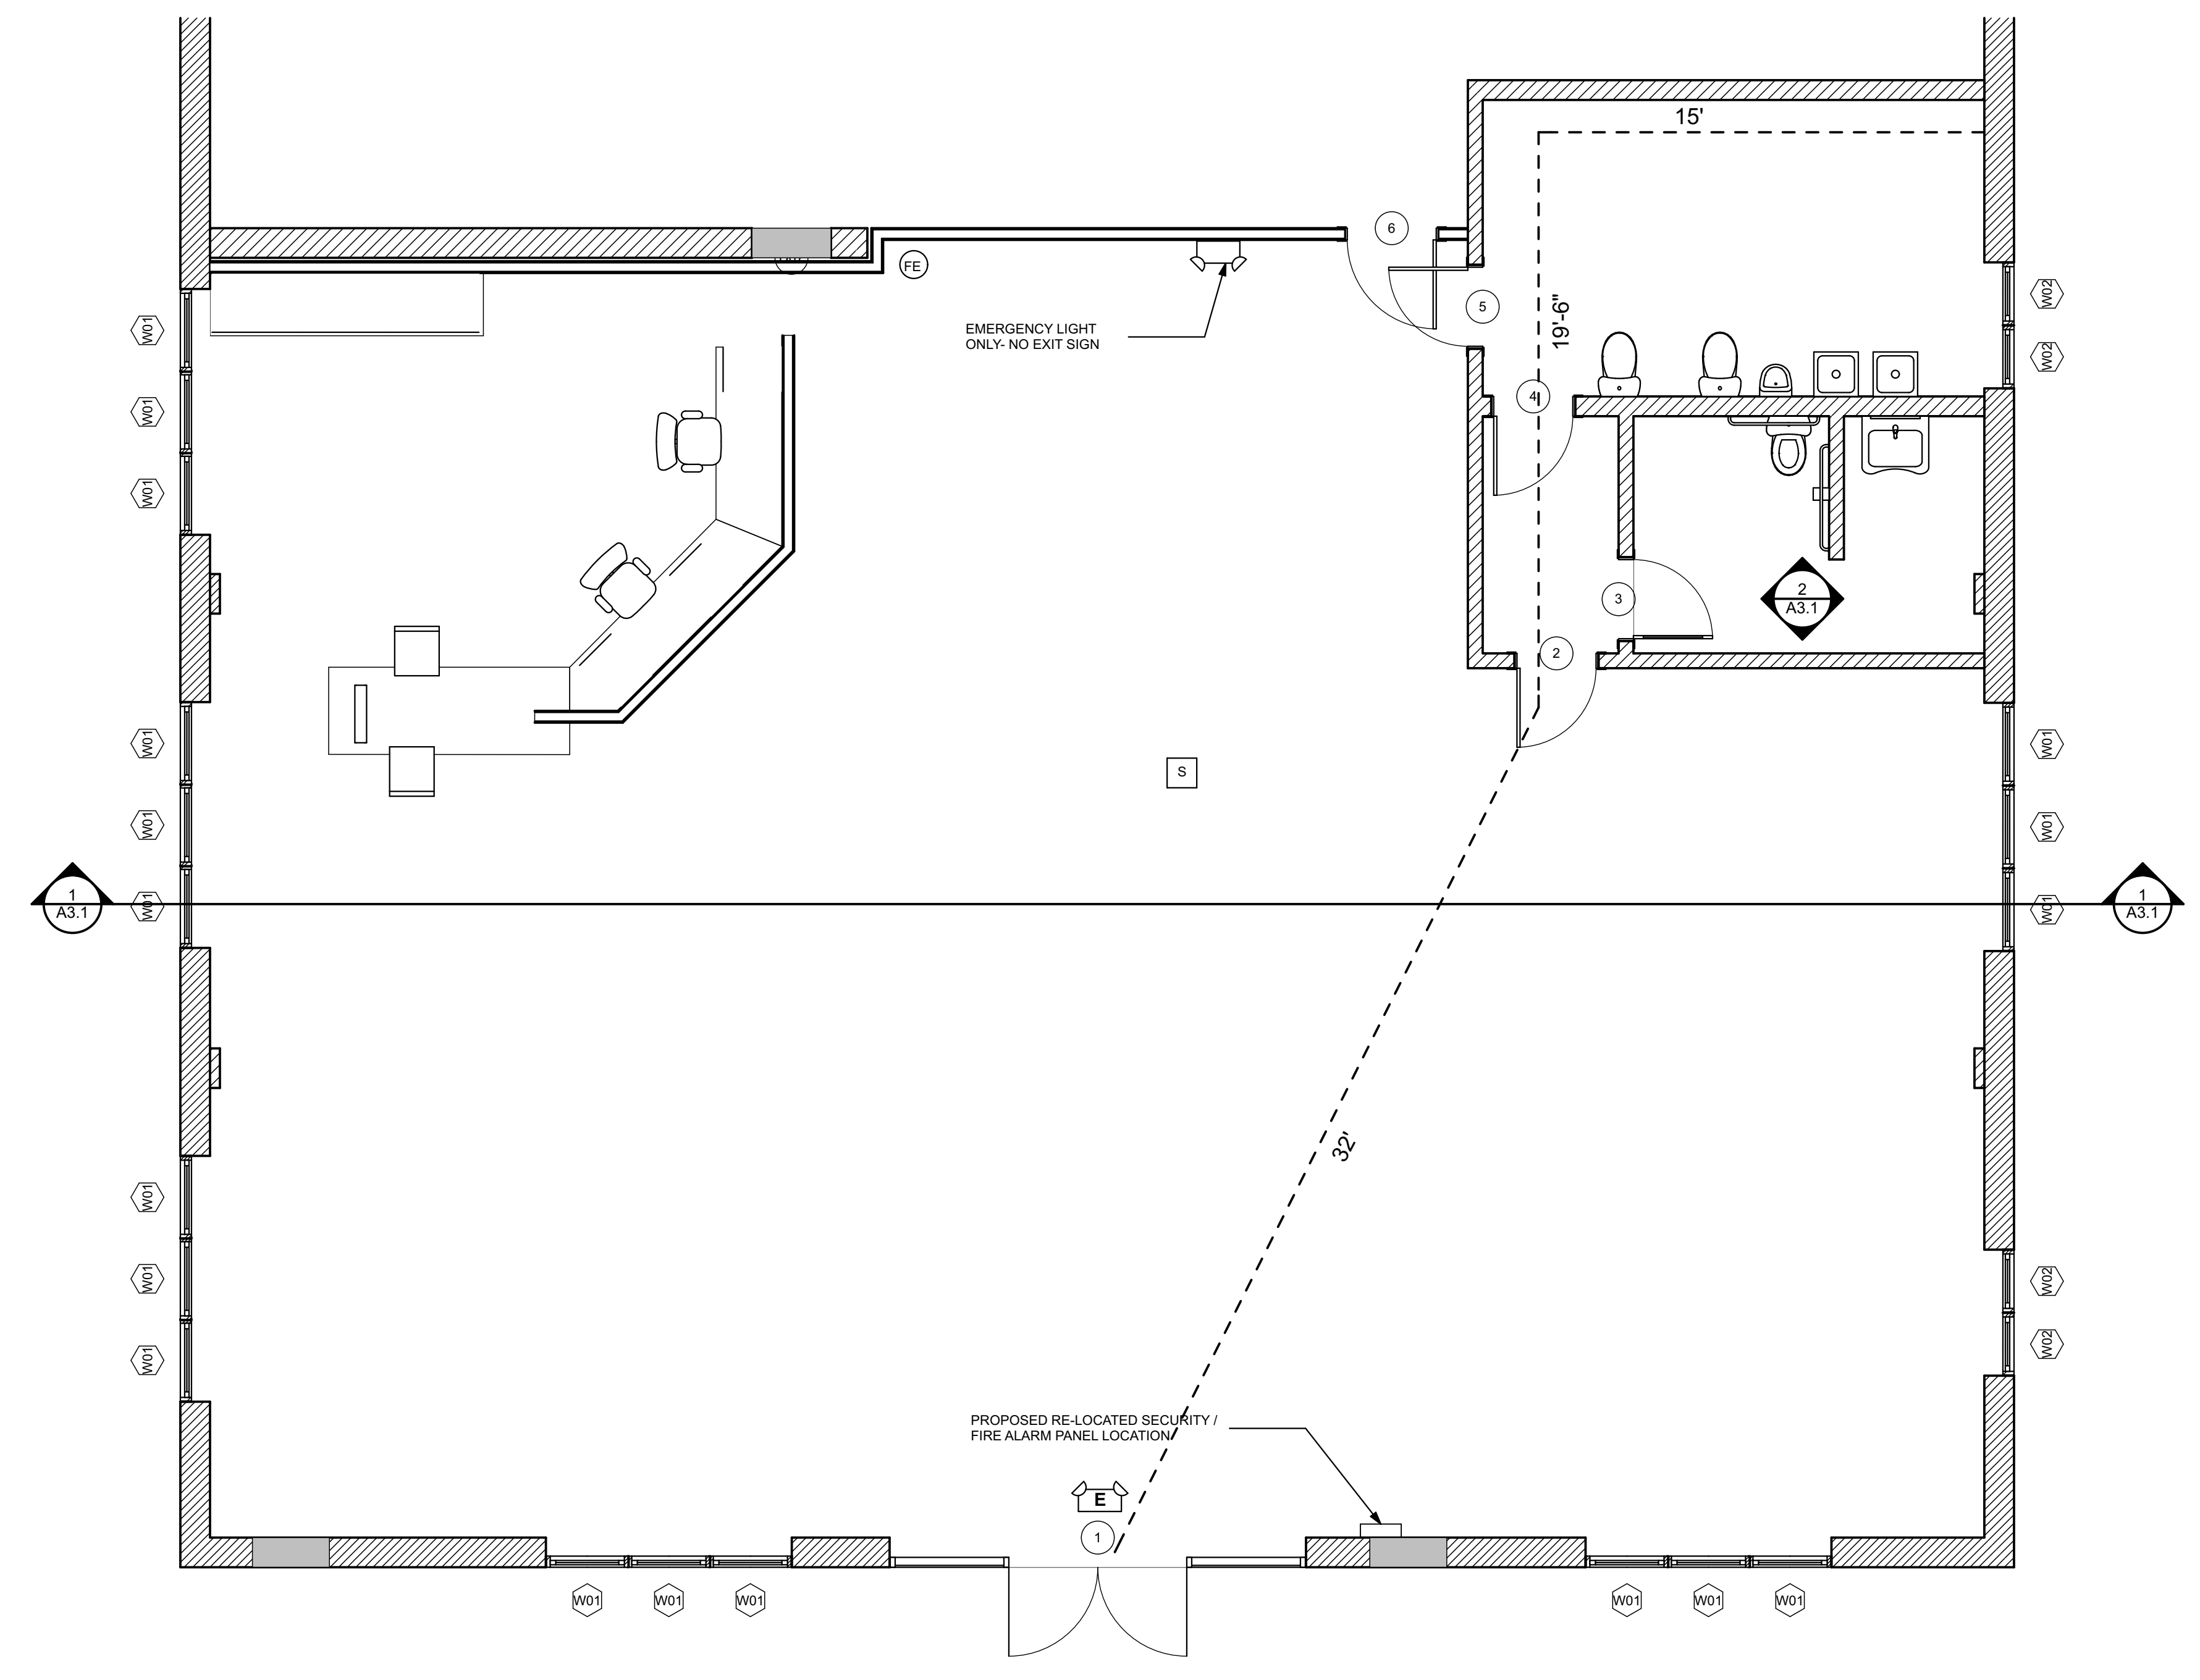 15'
6
FE
5
W01
W02
EMERGENCY LIGHT
ONLY- NO EXIT SIGN
19'-6"
W02
W01
4
W01
3
2
A3.1
2
W01
W01
S
W01
W01
1
A3.1
W01
W01
1
A3.1
32'
W01
W01
W02
W01
W02
PROPOSED RE-LOCATED SECURITY /
FIRE ALARM PANEL LOCATION
E
1
W01 W01 W01
W01 W01 W01